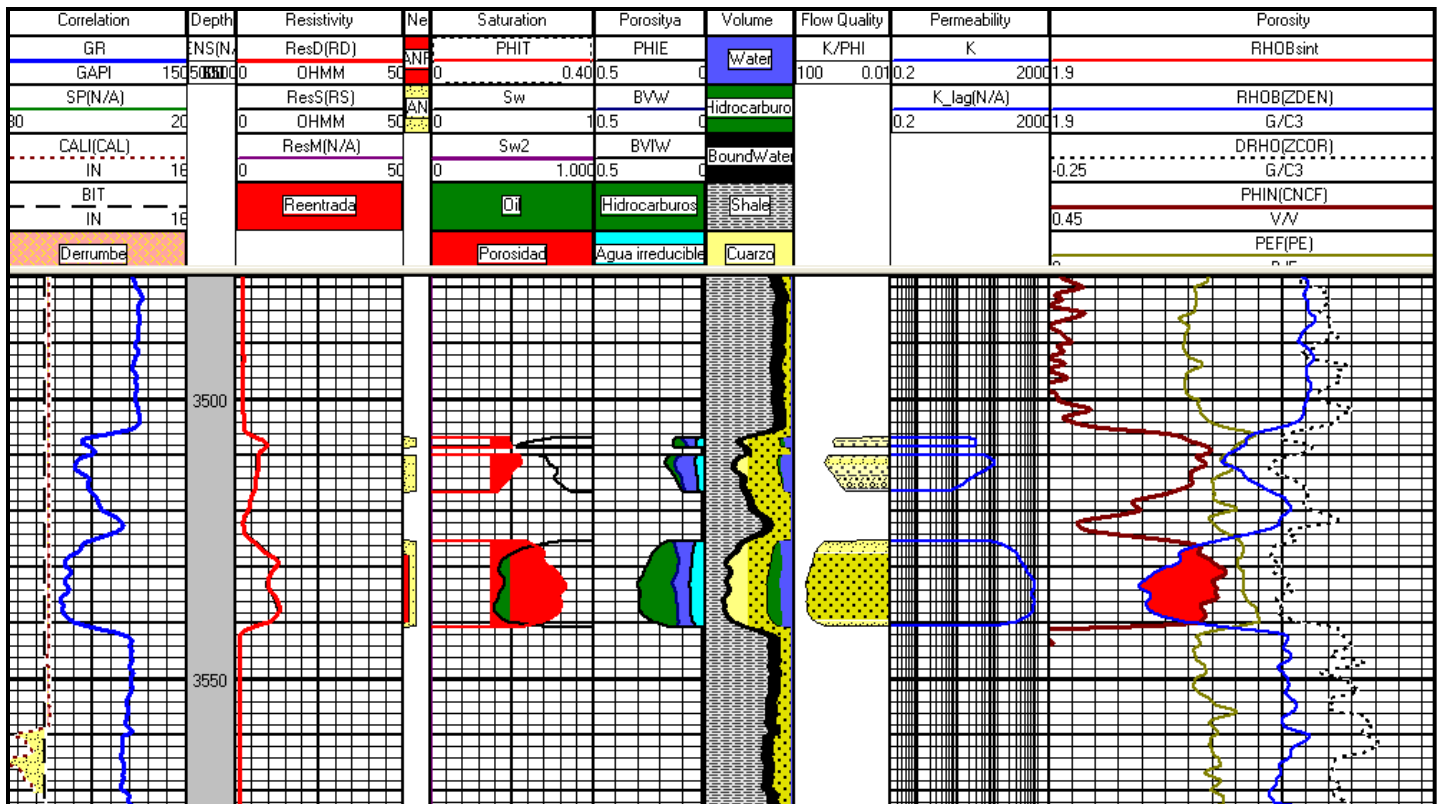 Correlation Depth Resistivity Ne Saturation Porositya Volume Flow Quality Permeability Porosity
GR ENS(N/ ResD(RD) PHIT PHIE Water K/PHI K RHOBsint
GAPI 150 0 OHMM 50 0 0.40 0.5 0 100 0.01 0.2 2000 1.9
SP(N/A) ResS(RS) AN Sw BVW Hidrocarburo K_lag(N/A) RHOB(ZDEN)
80 20 0 OHMM 50 0 1 0.5 0 0.2 2000 1.9 G/C3
CALI(CAL) ResM(N/A) Sw2 BVIW BoundWater DRHO(ZCOR)
IN 16 0 50 0 1.000 0.5 0 -0.25 G/C3
BIT Reentrada Oil Hidrocarburos Shale PHIN(CNCF)
IN 16 0.45 V/V
Derrumbe Porosidad Agua irreducible Cuarzo PEF(PE)
3500
3550